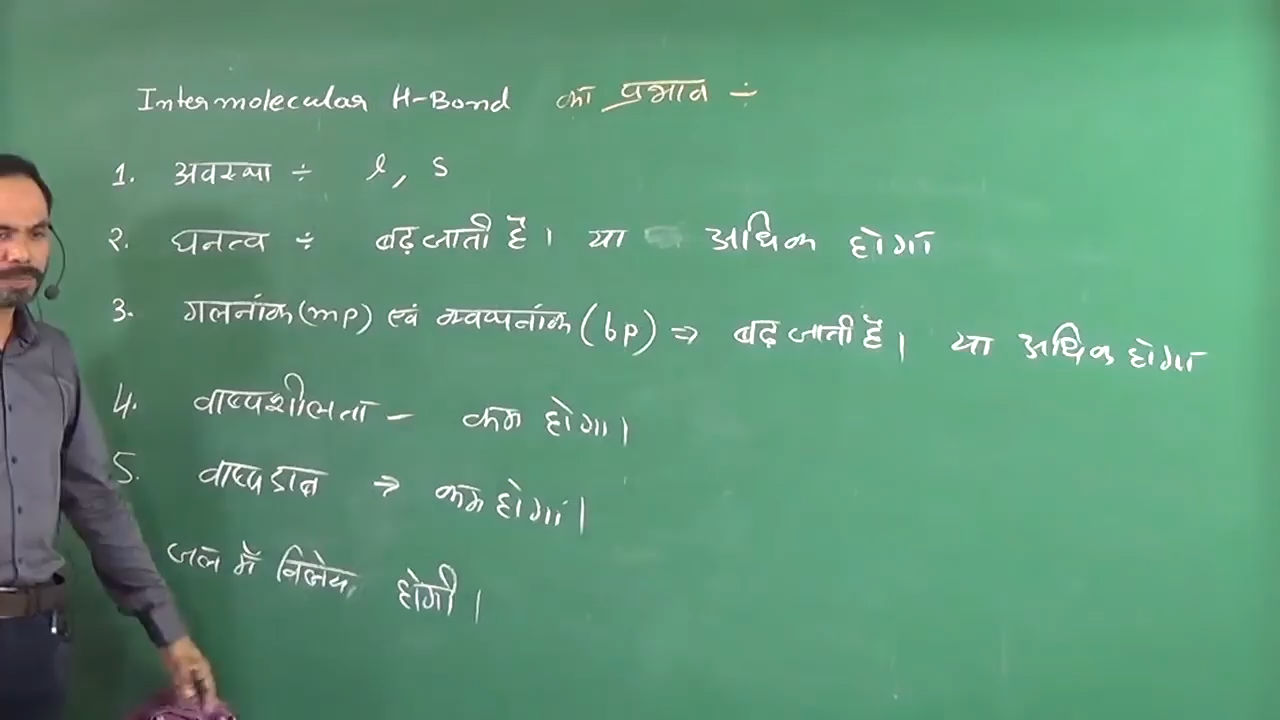 Intermolecular H-Bond का प्रभाव ÷
1. अवस्था ÷ l, s
2. घनत्व ÷ बढ़ जाती है। या अधिक होगा
3. गलनांक (mp) एवं क्वथनांक (bp) ⇒ बढ़ जाती है। या अधिक होगा
4. वाष्पशीलता - कम होगा।
5. वाष्पदाब → कम होगा।
जल में विलेय होगी।